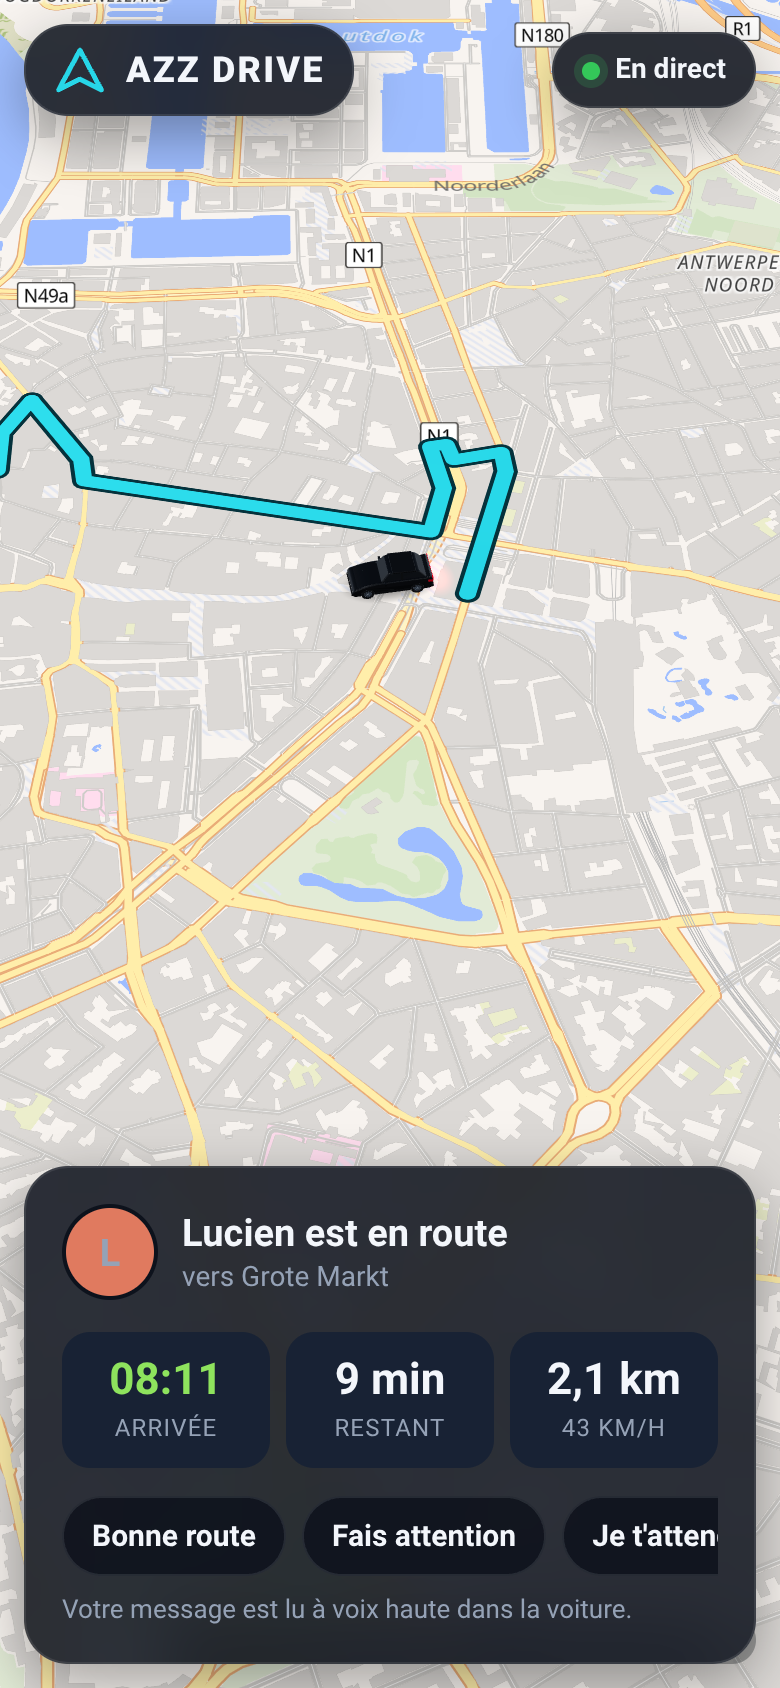 N180
R1
AZZ DRIVE
En direct
Noorderlaan
N1
ANTWERPE
NOORD
N49a
N1
Lucien est en route
L
vers Grote Markt
08:11
9 min
2,1 km
ARRIVÉE
RESTANT
43 KM/H
Bonne route
Fais attention
Je t'atten
Votre message est lu à voix haute dans la voiture.